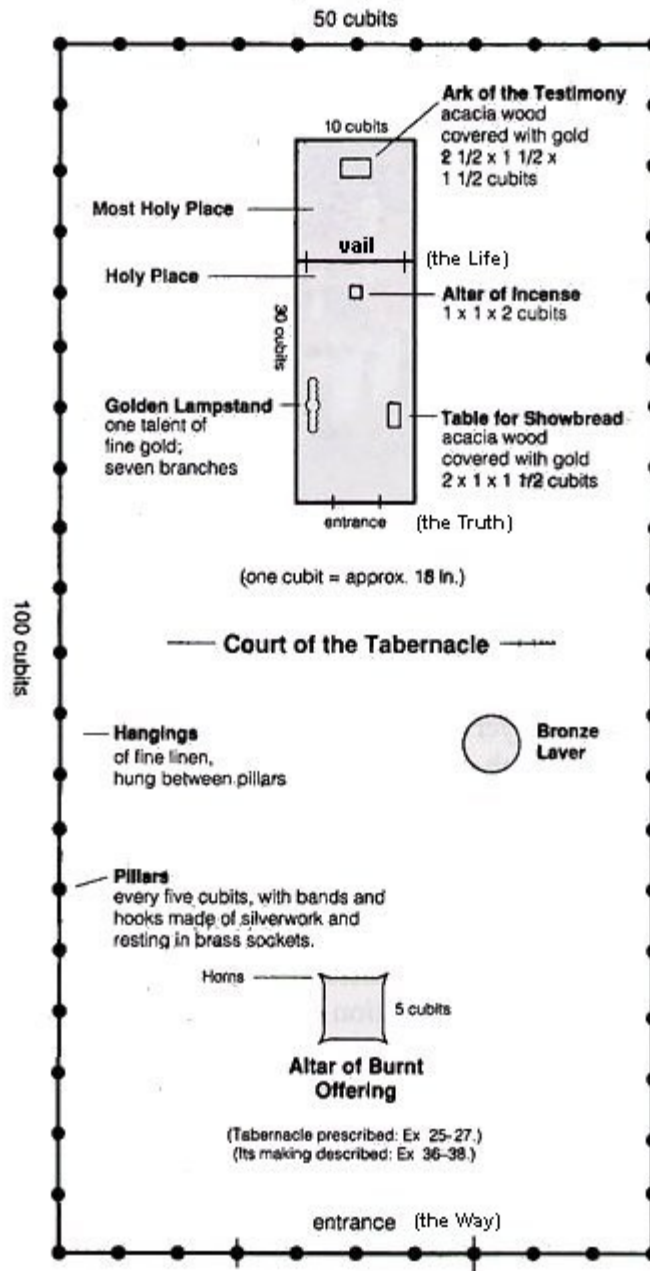 50 cubits
Ark of the Testimony
acacia wood
covered with gold
2 1/2 x 1 1/2 x
1 1/2 cubits
10 cubits
Most Holy Place
vail
(the Life)
Holy Place
Altar of Incense
1 x 1 x 2 cubits
30 cubits
Golden Lampstand
one talent of
fine gold;
seven branches
Table for Showbread
acacia wood
covered with gold
2 x 1 x 1 1/2 cubits
entrance (the Truth)
(one cubit = approx. 18 in.)
100 cubits
Court of the Tabernacle
Hangings
of fine linen,
hung between pillars
Bronze
Laver
Pillars
every five cubits, with bands and
hooks made of silverwork and
resting in brass sockets.
Horns
5 cubits
Altar of Burnt
Offering
(Tabernacle prescribed: Ex 25-27.)
(Its making described: Ex 36-38.)
entrance (the Way)